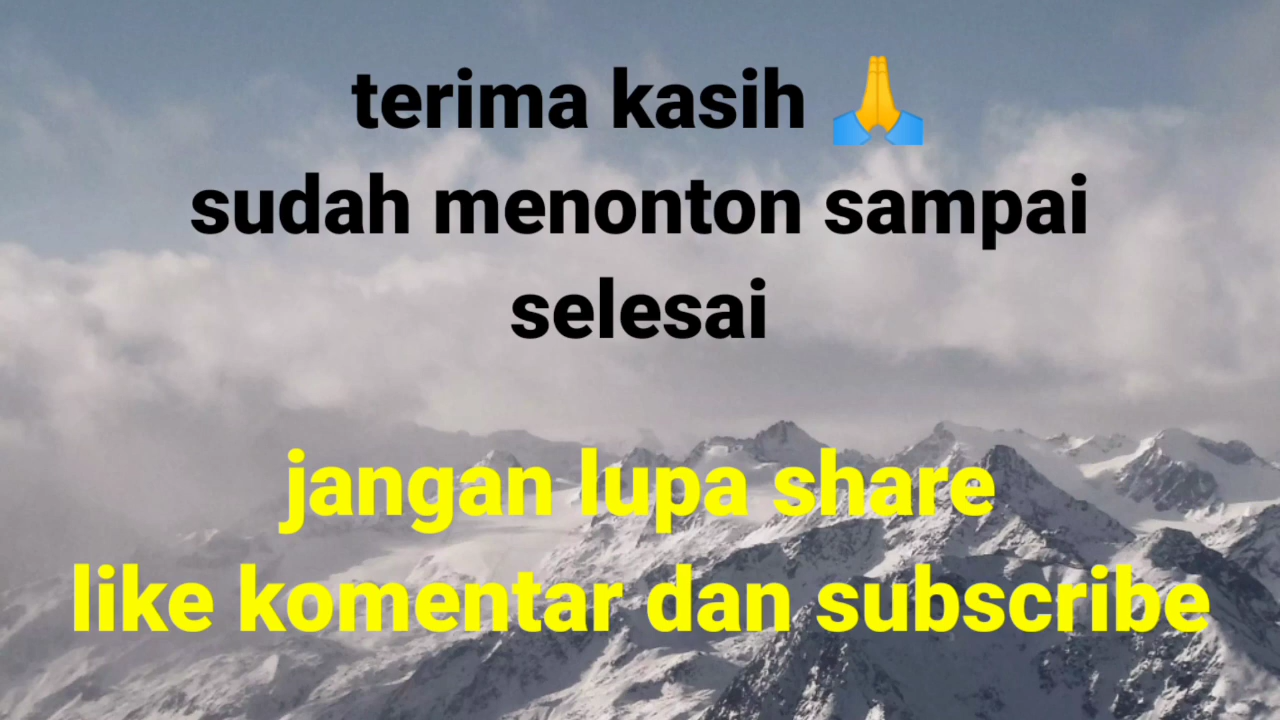 terima kasih 🙏
sudah menonton sampai
selesai
jangan lupa share
like komentar dan subscribe